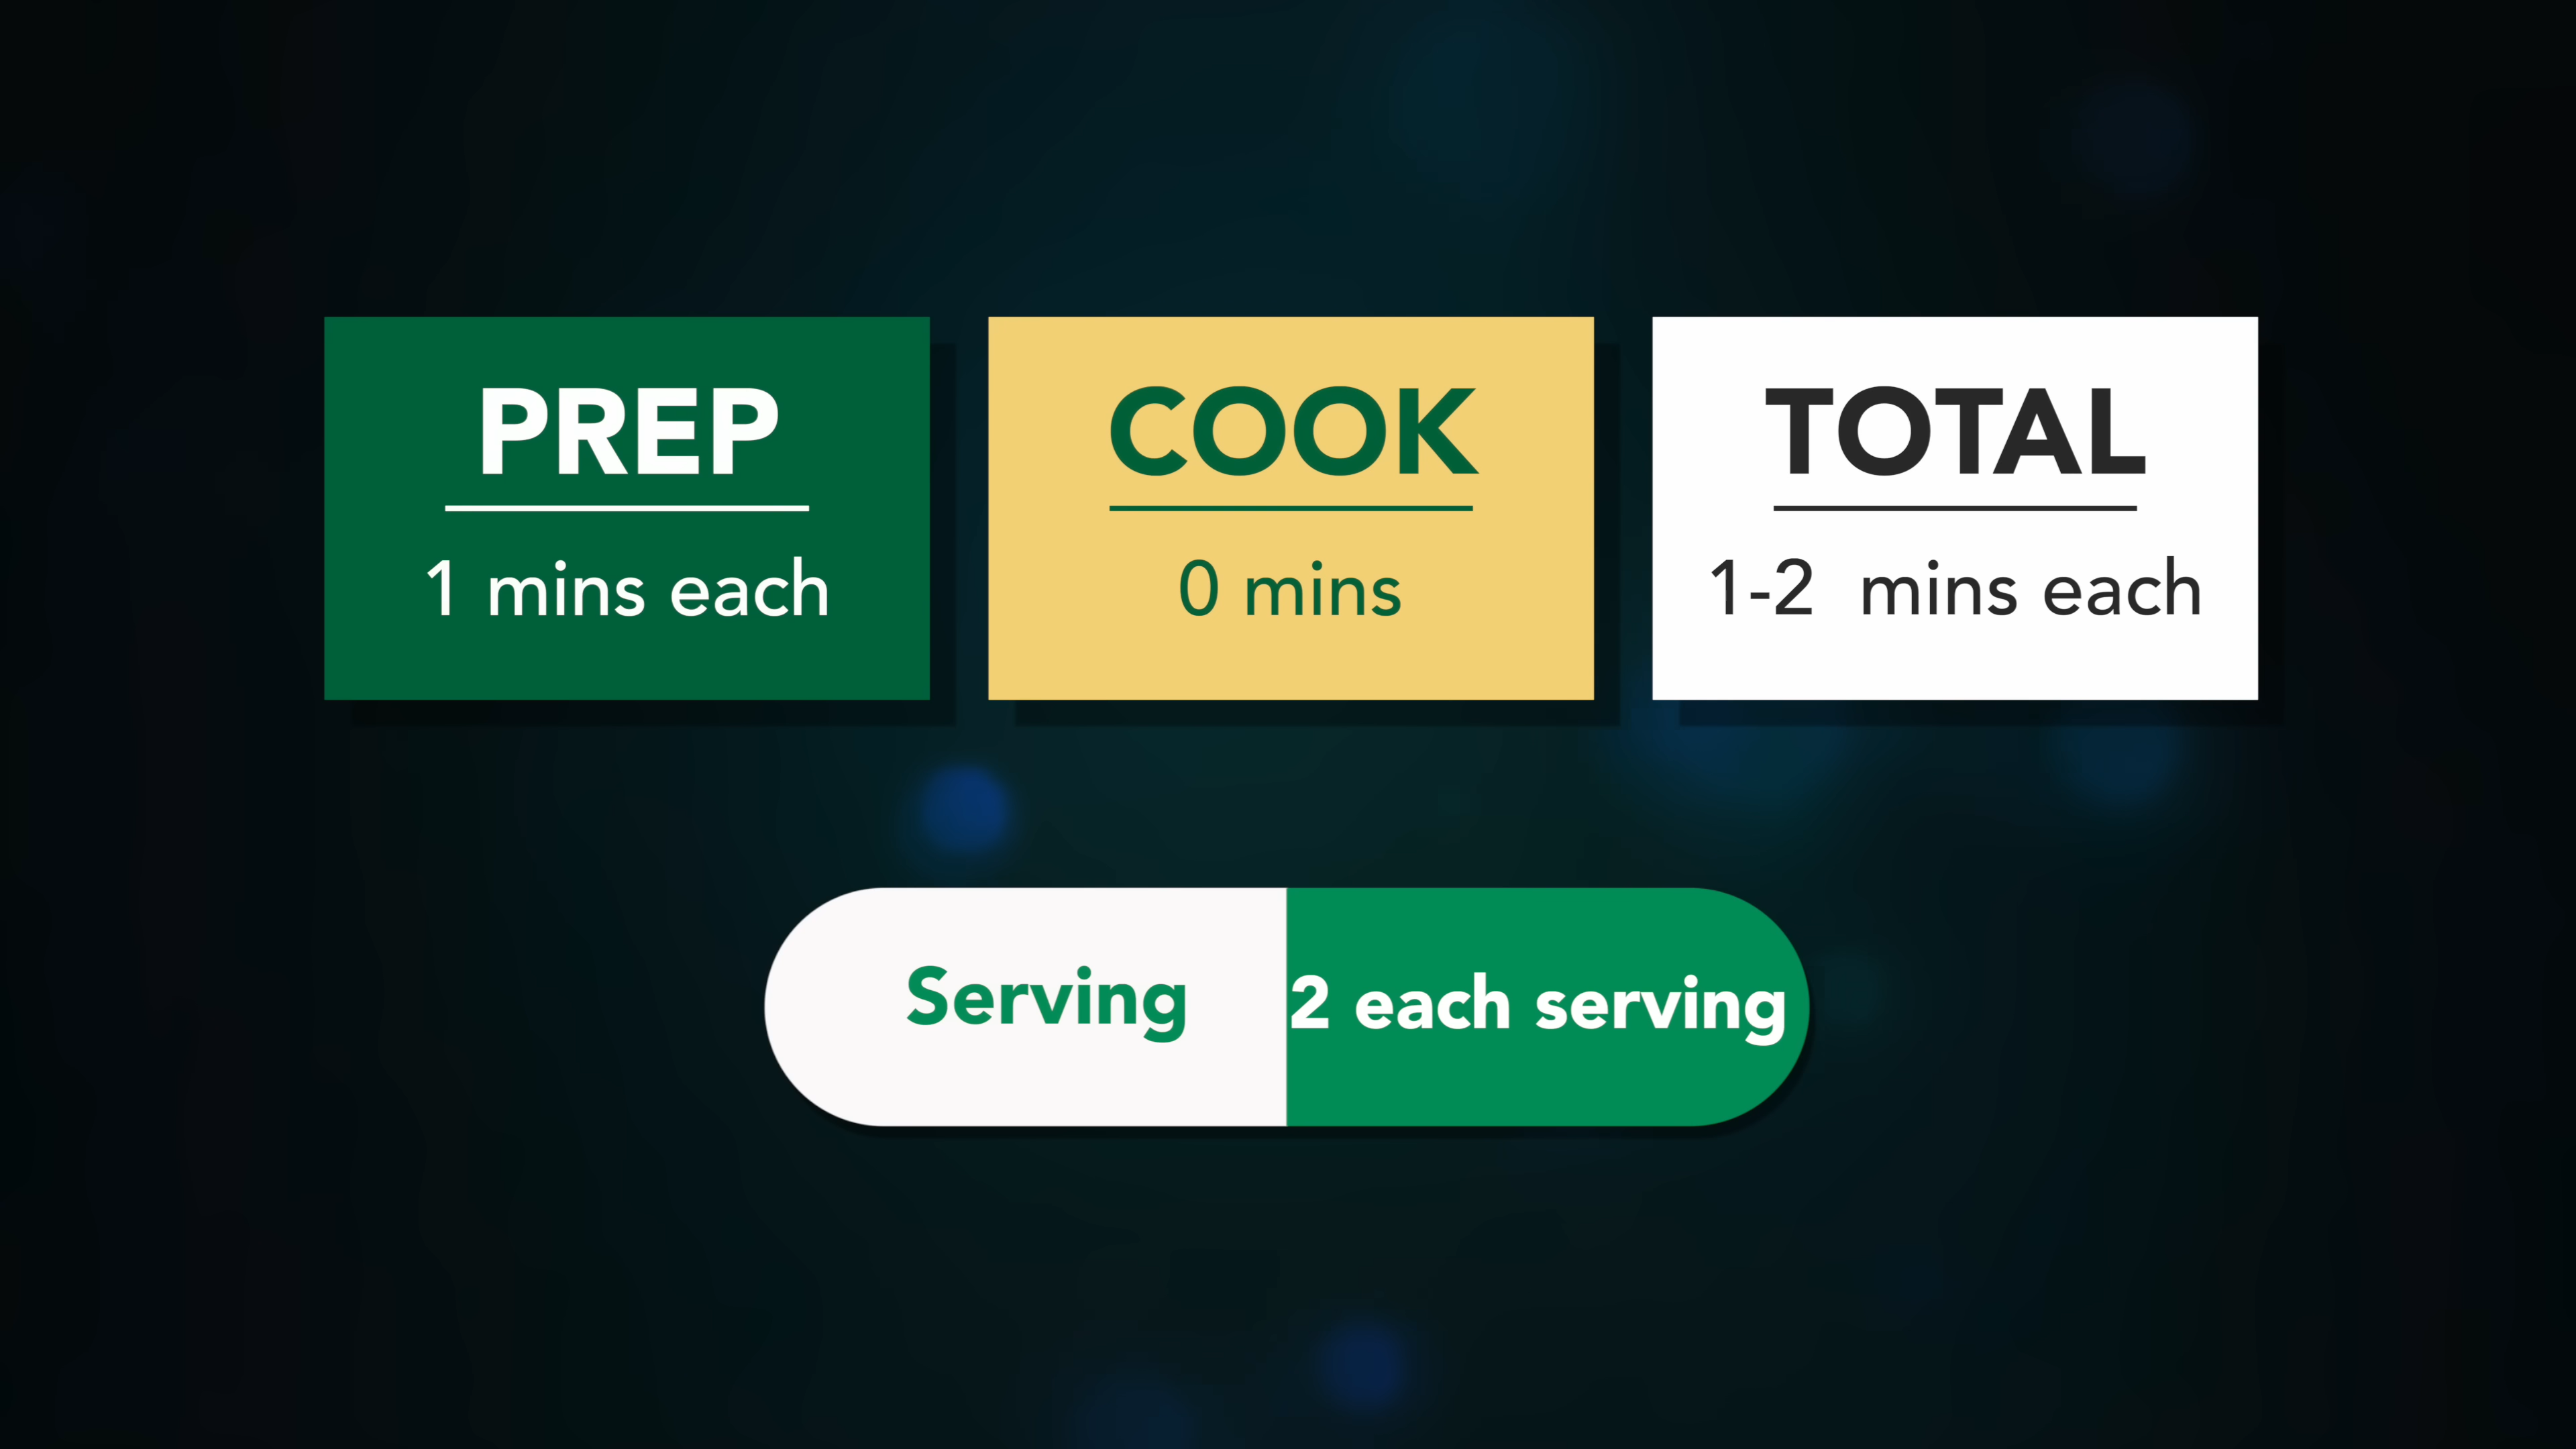 PREP
1 mins each
COOK
0 mins
TOTAL
1-2  mins each
Serving
2 each serving